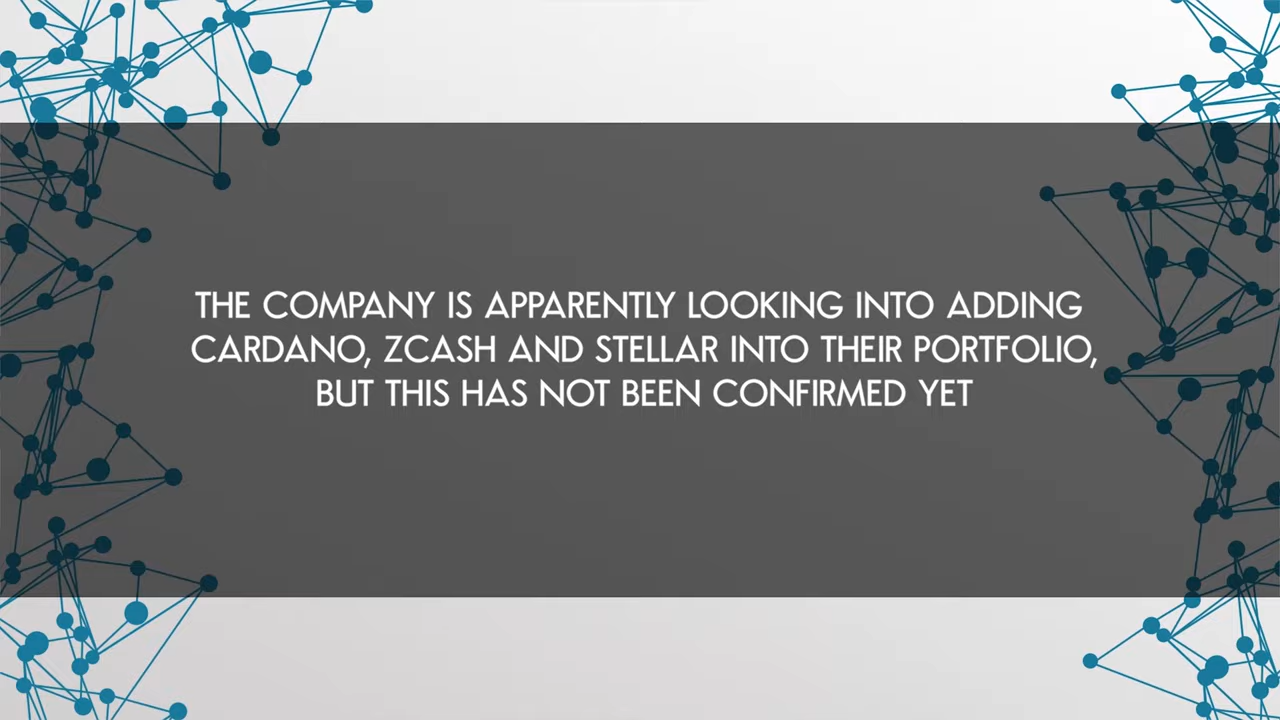 THE COMPANY IS APPARENTLY LOOKING INTO ADDING
CARDANO, ZCASH AND STELLAR INTO THEIR PORTFOLIO,
BUT THIS HAS NOT BEEN CONFIRMED YET